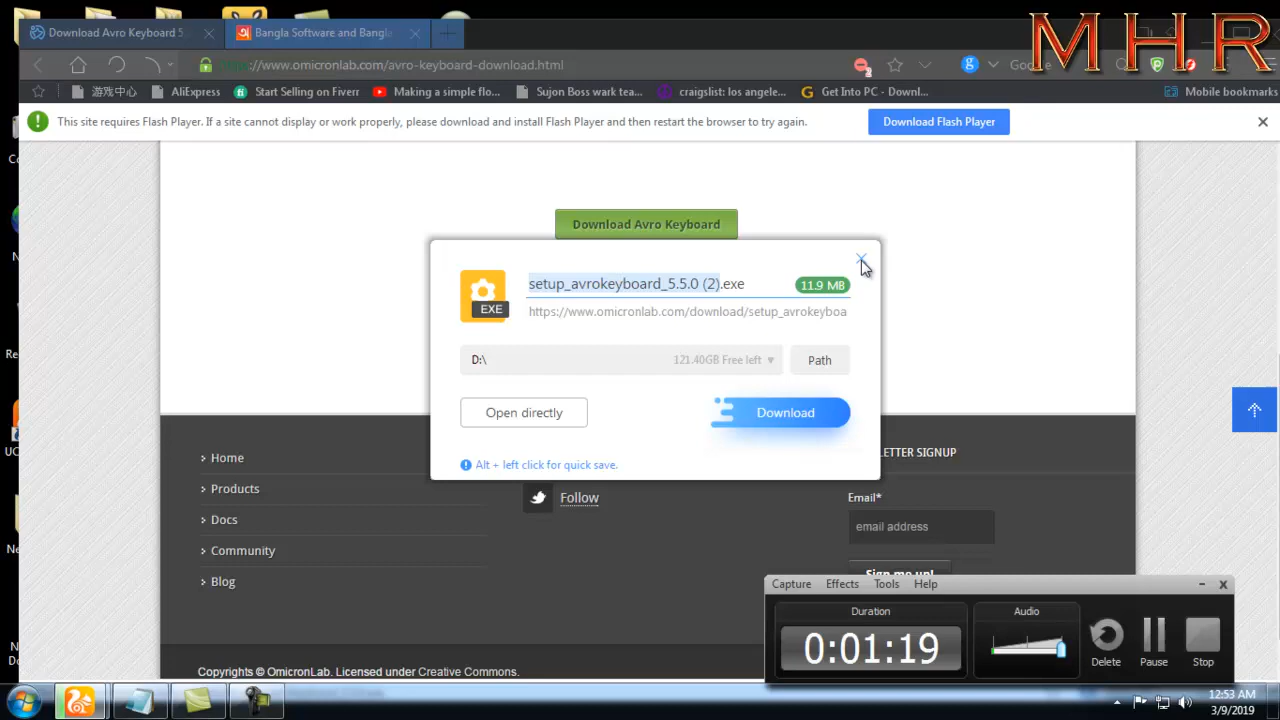 Download Avro Keyboard 5
Bangla Software and Bangla
MHR
https://www.omicronlab.com/avro-keyboard-download.html
游戏中心
AliExpress
Start Selling on Fiverr
Making a simple flo...
Sujon Boss wark tea...
craigslist: los angele...
Get Into PC - Downl...
Mobile bookmarks
This site requires Flash Player. If a site cannot display or work properly, please download and install Flash Player and then restart the browser to try again.
Download Flash Player
Download Avro Keyboard
setup_avrokeyboard_5.5.0 (2).exe
11.9 MB
EXE
https://www.omicronlab.com/download/setup_avrokeyboa
D:\
121.40GB Free left
Path
Open directly
Download
Alt + left click for quick save.
Home
Products
Docs
Community
Blog
Follow
LETTER SIGNUP
Email*
email address
Sign me up!
Capture Effects Tools Help
Duration
0:01:19
Audio
Delete
Pause
Stop
Copyrights © OmicronLab. Licensed under Creative Commons.
12:53 AM
3/9/2019